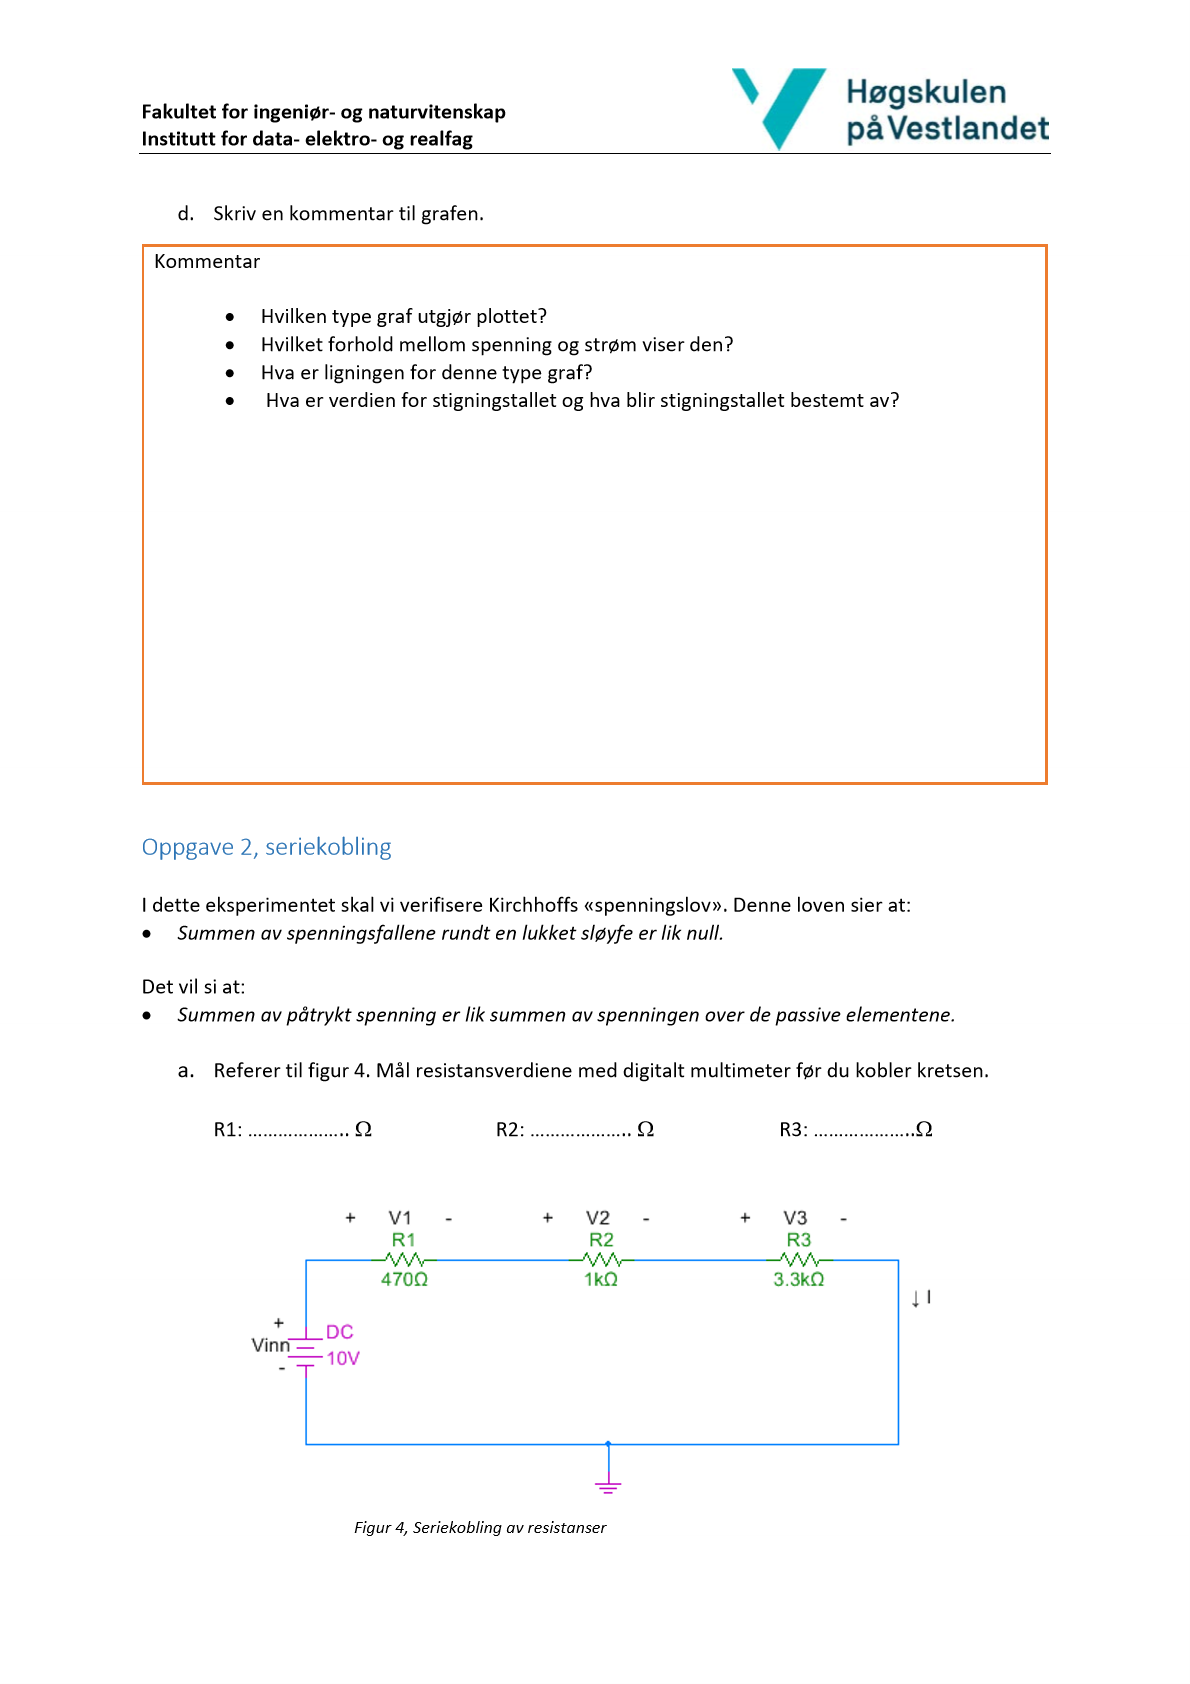 Fakultet for ingeniør- og naturvitenskap
Institutt for data- elektro- og realfag
Høgskulen
på Vestlandet
d. Skriv en kommentar til grafen.
Kommentar
• Hvilken type graf utgjør plottet?
• Hvilket forhold mellom spenning og strøm viser den?
• Hva er ligningen for denne type graf?
• Hva er verdien for stigningstallet og hva blir stigningstallet bestemt av?
Oppgave 2, seriekobling
I dette eksperimentet skal vi verifisere Kirchhoffs «spenningslov». Denne loven sier at:
• Summen av spenningsfallene rundt en lukket sløyfe er lik null.
Det vil si at:
• Summen av påtrykt spenning er lik summen av spenningen over de passive elementene.
a. Referer til figur 4. Mål resistansverdiene med digitalt multimeter før du kobler kretsen.
R1: ……………….. Ω R2: ……………….. Ω R3: ………………..Ω
+ V1 - + V2 - + V3 -
R1 R2 R3
470Ω 1kΩ 3.3kΩ
↓ I
+
Vinn
-
DC
10V
Figur 4, Seriekobling av resistanser